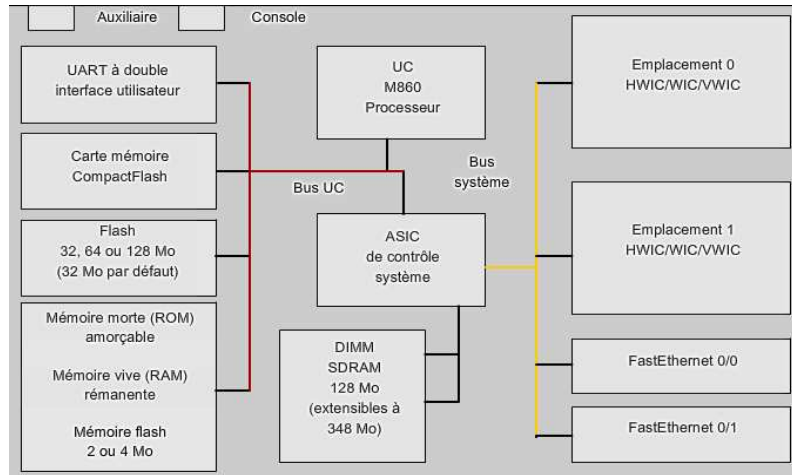 Auxiliaire
Console
UART à double
interface utilisateur
Carte mémoire
CompactFlash
Flash
32, 64 ou 128 Mo
(32 Mo par défaut)
Mémoire morte (ROM)
amorçable
Mémoire vive (RAM)
rémanente
Mémoire flash
2 ou 4 Mo
UC
M860
Processeur
Bus UC
Bus
système
ASIC
de contrôle
système
DIMM
SDRAM
128 Mo
(extensibles à
348 Mo)
Emplacement 0
HWIC/WIC/VWIC
Emplacement 1
HWIC/WIC/VWIC
FastEthernet 0/0
FastEthernet 0/1